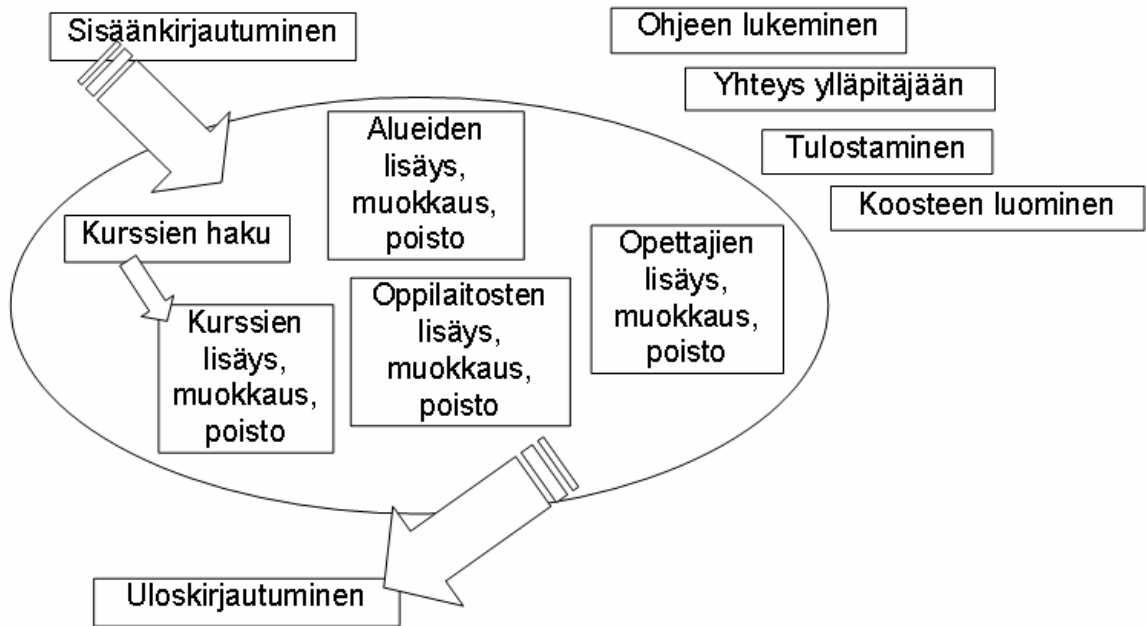 Sisäänkirjautuminen
Ohjeen lukeminen
Yhteys ylläpitäjään
Tulostaminen
Koosteen luominen
Alueiden
lisäys,
muokkaus,
poisto
Kurssien haku
Opettajien
lisäys,
muokkaus,
poisto
Oppilaitosten
lisäys,
muokkaus,
poisto
Kurssien
lisäys,
muokkaus,
poisto
Uloskirjautuminen